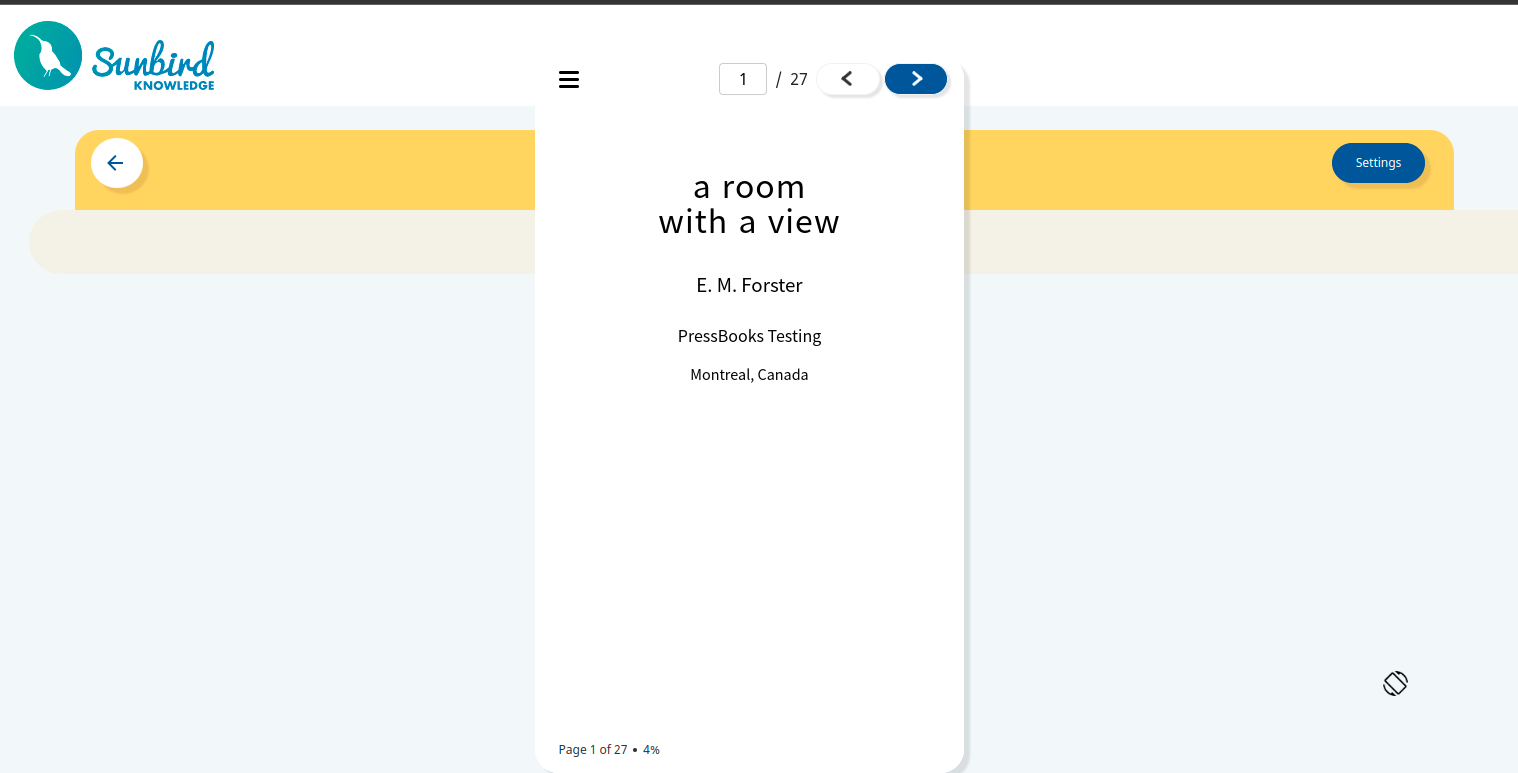 Sunbird
KNOWLEDGE
1 / 27
Settings
a room
with a view
E. M. Forster
PressBooks Testing
Montreal, Canada
Page 1 of 27 • 4%